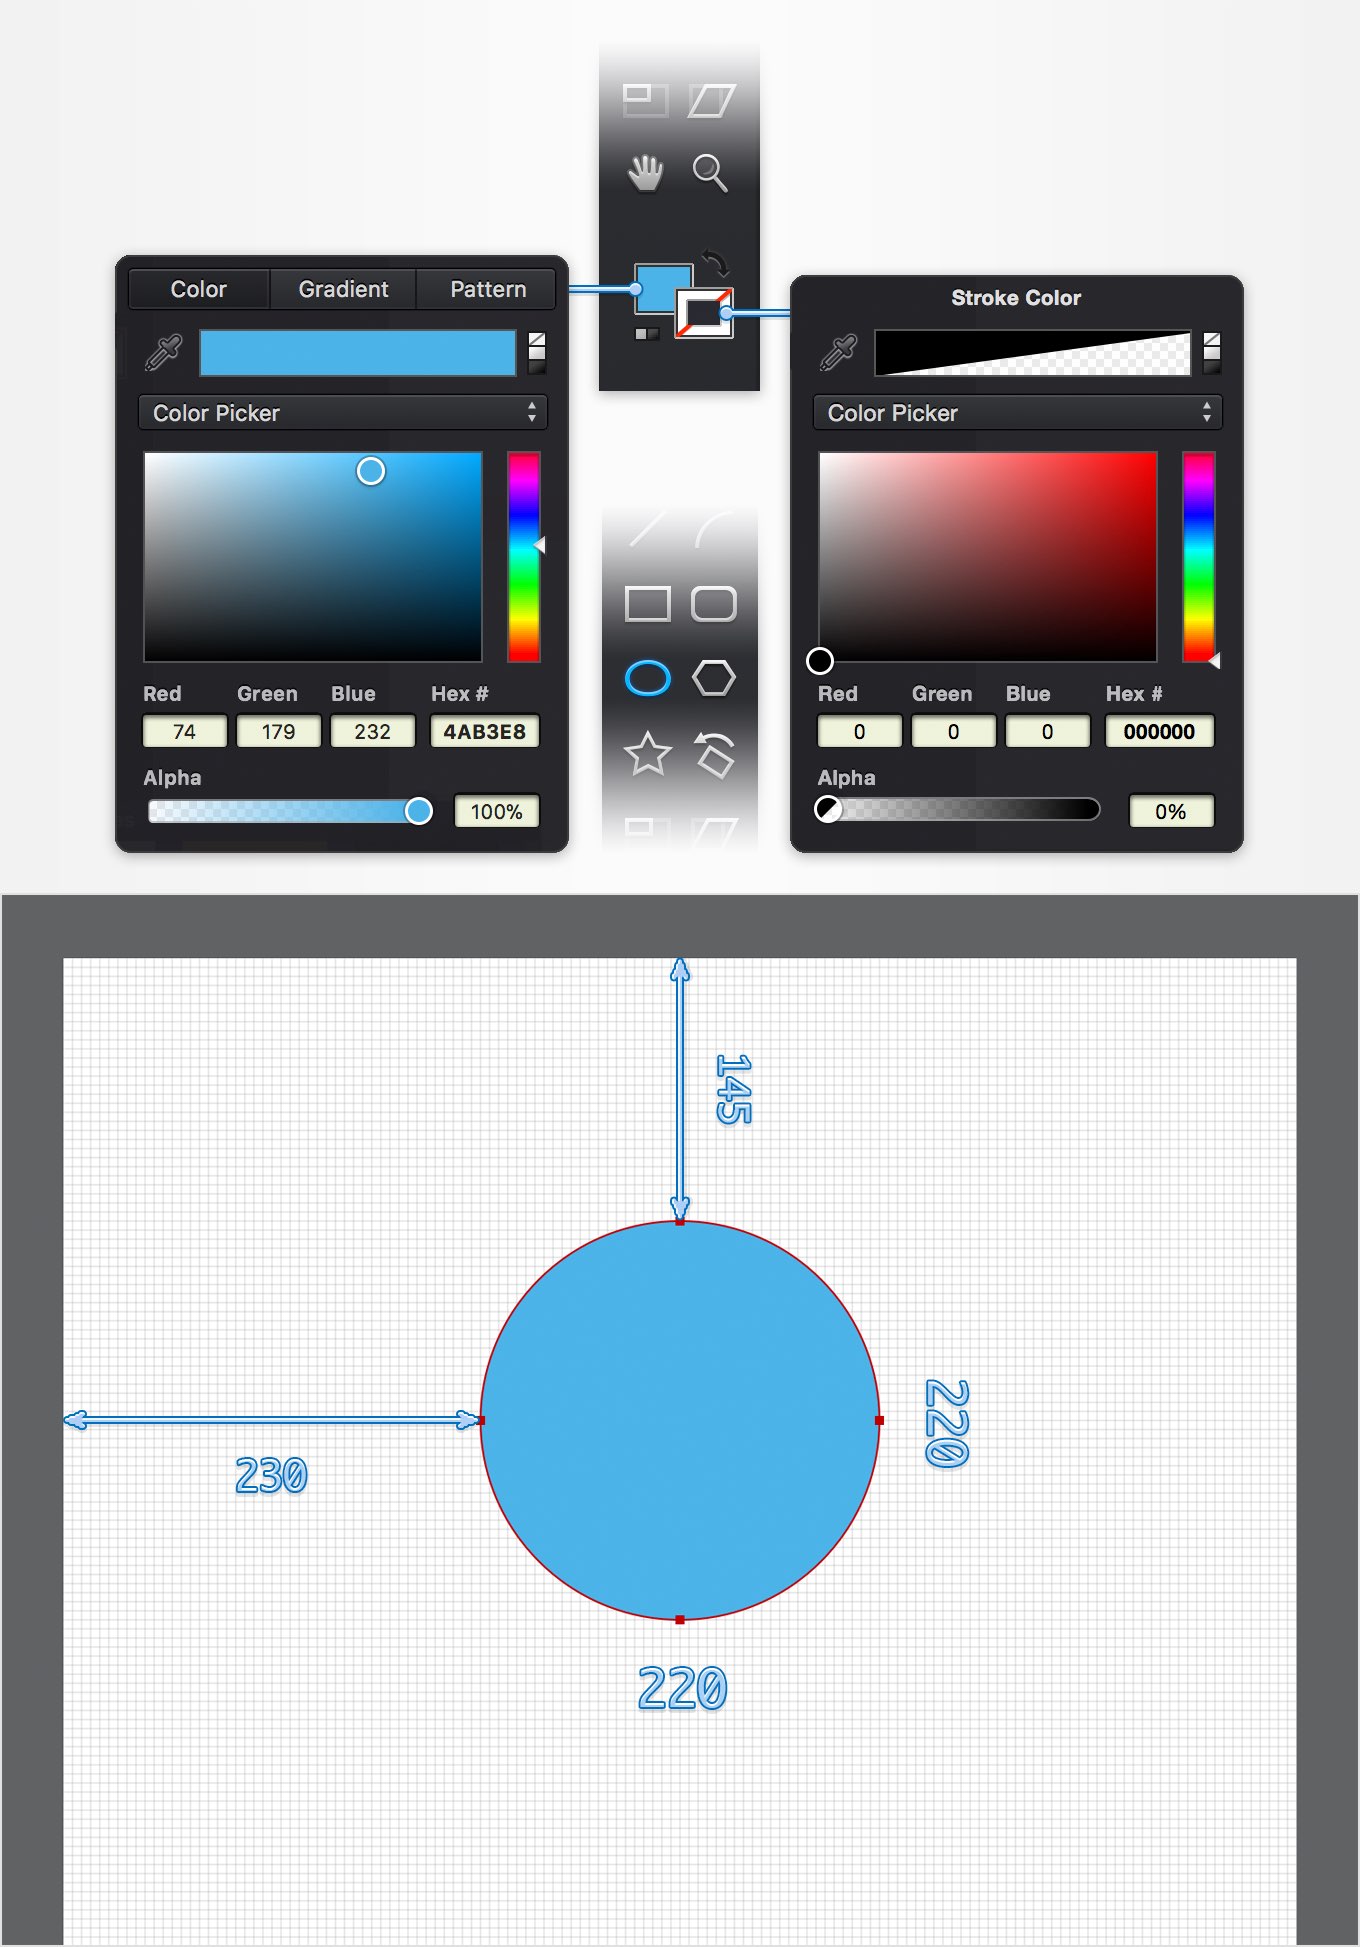 Color Gradient Pattern
Color Picker
Red Green Blue Hex #
74 179 232 4AB3E8
Alpha
100%
Stroke Color
Color Picker
Red Green Blue Hex #
0 0 0 000000
Alpha
0%
145
230
220
220